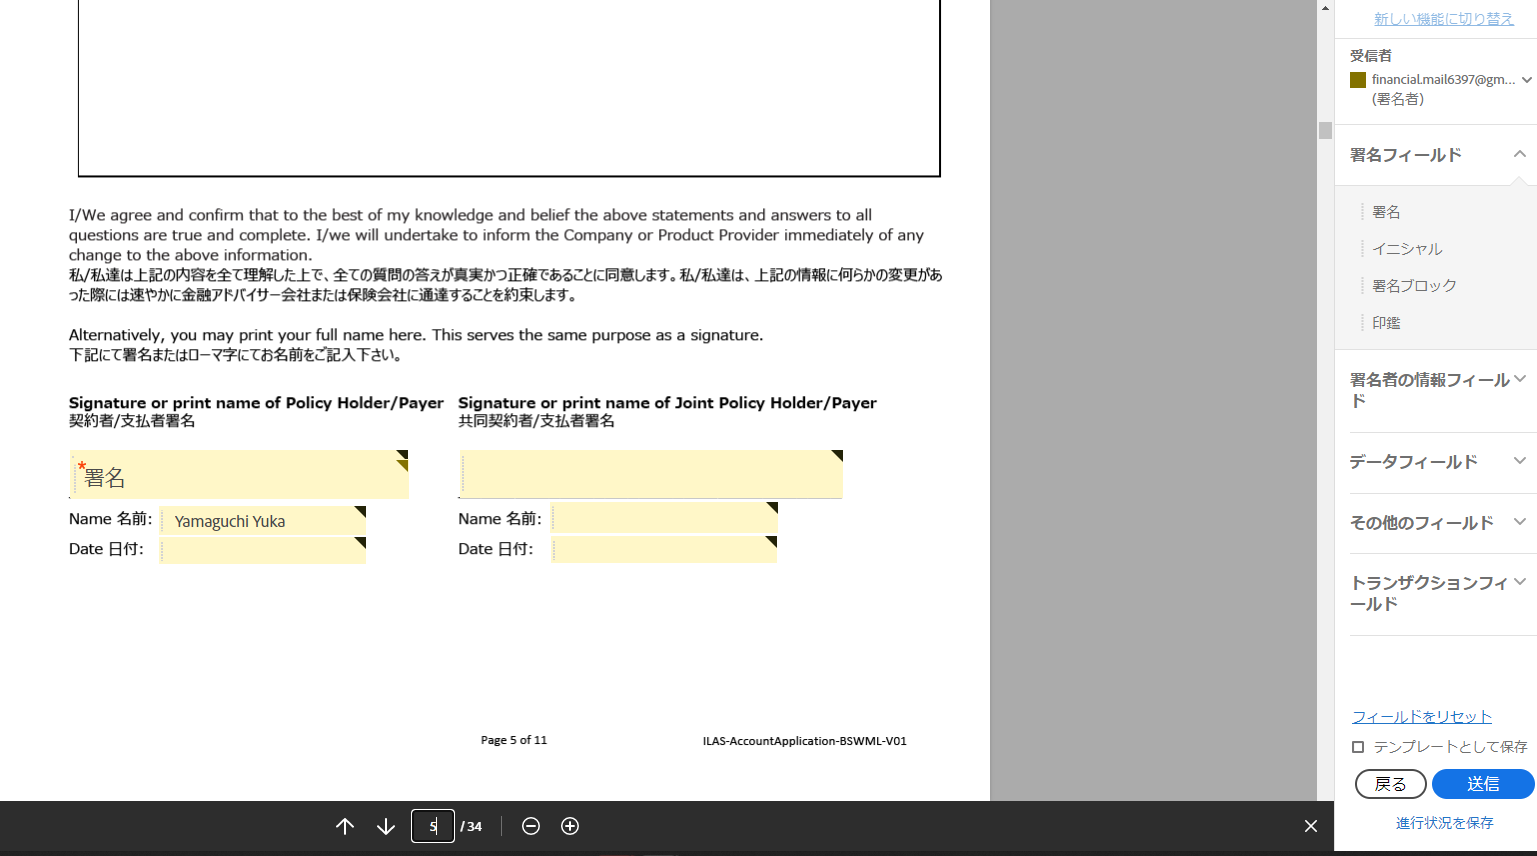 I/We agree and confirm that to the best of my knowledge and belief the above statements and answers to all
questions are true and complete. I/we will undertake to inform the Company or Product Provider immediately of any
change to the above information.
私/私達は上記の内容を全て理解した上で、全ての質問の答えが真実かつ正確であることに同意します。私/私達は、上記の情報に何らかの変更があ
った際には速やかに金融アドバイサー会社または保険会社に通達することを約束します。
Alternatively, you may print your full name here. This serves the same purpose as a signature.
下記にて署名またはローマ字にてお名前をご記入下さい。
Signature or print name of Policy Holder/Payer
契約者/支払者署名
*署名
Name 名前: Yamaguchi Yuka
Date 日付:
Signature or print name of Joint Policy Holder/Payer
共同契約者/支払者署名
Name 名前:
Date 日付:
Page 5 of 11
ILAS-AccountApplication-BSWML-V01
5 / 34
新しい機能に切り替え
受信者
financial.mail6397@gm...
(署名者)
署名フィールド
署名
イニシャル
署名ブロック
印鑑
署名者の情報フィール
ド
データフィールド
その他のフィールド
トランザクションフィ
ールド
フィールドをリセット
テンプレートとして保存
戻る
送信
進行状況を保存